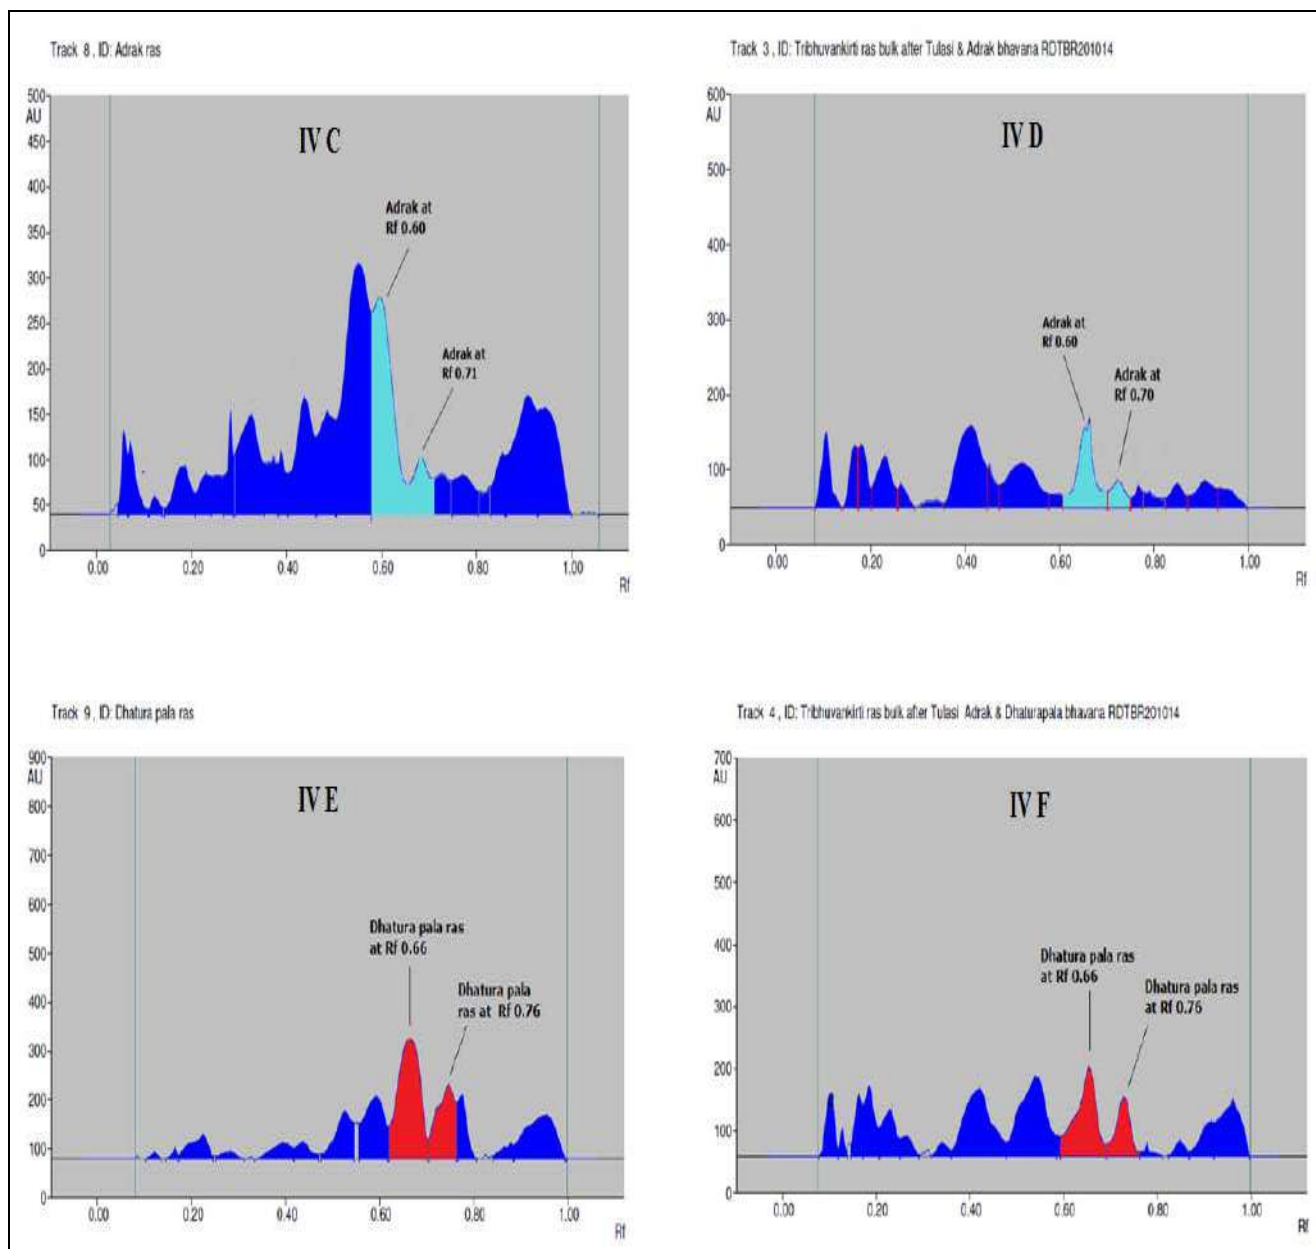 Track 8 , ID: Adrak ras
500
AU
450
400
350
300
250
200
150
100
50
0
IV C
Adrak at
Rf 0.60
Adrak at
Rf 0.71
0.00 0.20 0.40 0.60 0.80 1.00
Rf
Track 3 , ID: Tribhuvankirti ras bulk after Tulasi & Adrak bhavana RDTBR201014
600
AU
500
400
300
200
100
0
IV D
Adrak at
Rf 0.60
Adrak at
Rf 0.70
0.00 0.20 0.40 0.60 0.80 1.00
Rf
Track 9 , ID: Dhatura pala ras
900
AU
800
700
600
500
400
300
200
100
0
IV E
Dhatura pala ras
at Rf 0.66
Dhatura pala
ras at Rf 0.76
0.00 0.20 0.40 0.60 0.80 1.00
Rf
Track 4 , ID: Tribhuvankirti ras bulk after Tulasi Adrak & Dhaturapala bhavana RDTBR201014
700
AU
600
500
400
300
200
100
0
IV F
Dhatura pala ras
at Rf 0.66
Dhatura pala ras
at Rf 0.76
0.00 0.20 0.40 0.60 0.80 1.00
Rf